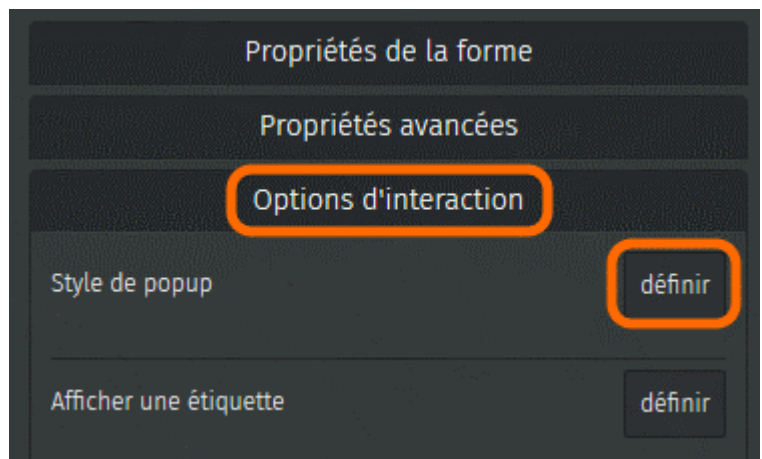 Propriétés de la forme
Propriétés avancées
Options d'interaction
Style de popup
définir
Afficher une étiquette
définir